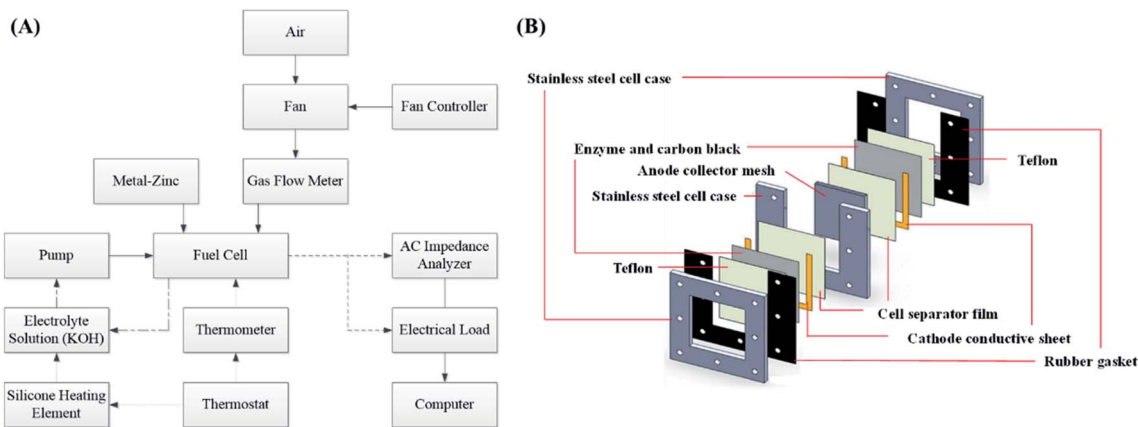 (A)
Air
Fan
Fan Controller
Metal-Zinc
Gas Flow Meter
Pump
Fuel Cell
AC Impedance
Analyzer
Electrolyte
Solution (KOH)
Thermometer
Electrical Load
Silicone Heating
Element
Thermostat
Computer
(B)
Stainless steel cell case
Enzyme and carbon black
Teflon
Anode collector mesh
Stainless steel cell case
Teflon
Cell separator film
Cathode conductive sheet
Rubber gasket